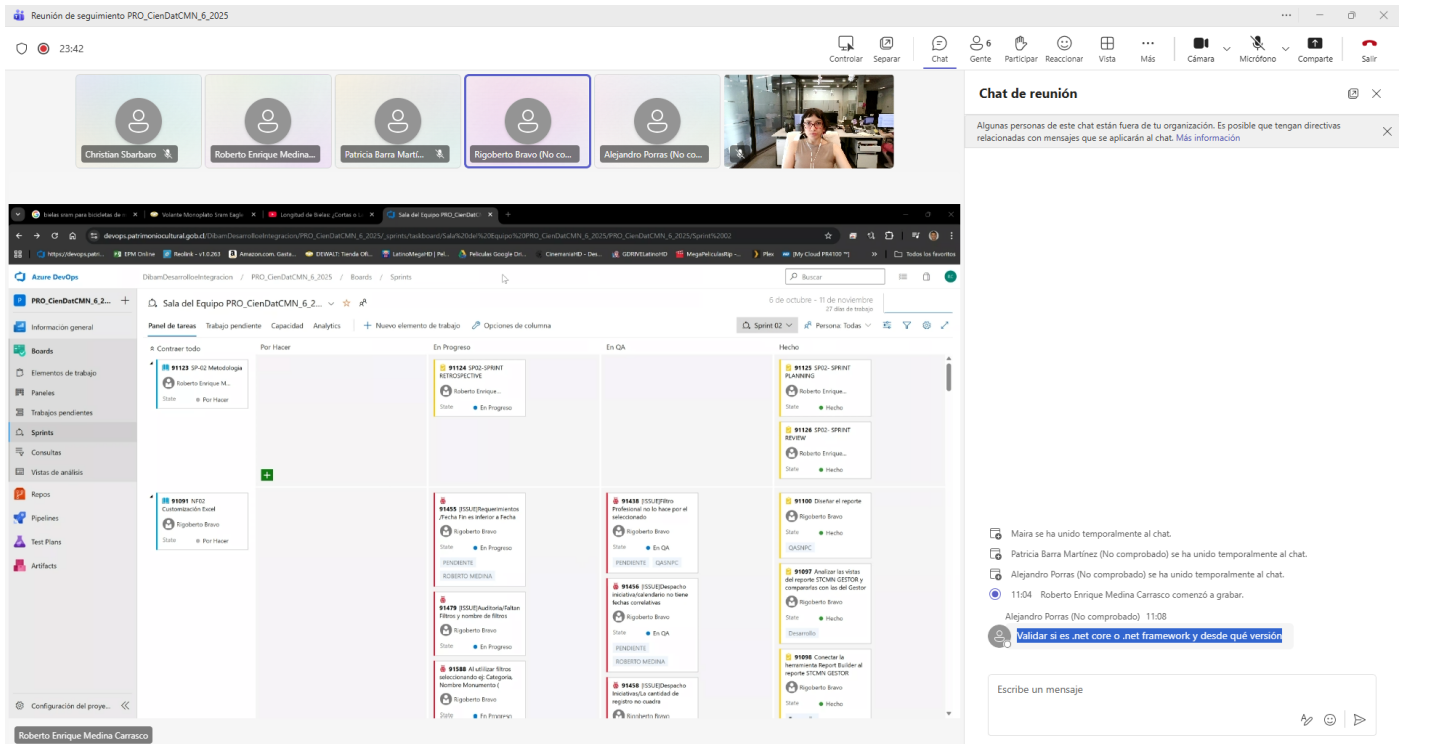 Reunión de seguimiento PRO_CienDatCMN_6_2025
23:42
Controlar
Separar
Chat
6
Gente
Participar
Reaccionar
Vista
Más
Cámara
Micrófono
Comparte
Salir
Christian Sbarbaro
Roberto Enrique Medina...
Patricia Barra Martí...
Rigoberto Bravo (No co...
Alejandro Porras (No co...
Chat de reunión
Algunas personas de este chat están fuera de tu organización. Es posible que tengan directivas
relacionadas con mensajes que se aplicarán al chat. Más información
Sala del Equipo PRO_CienDatC
Azure DevOps
DibamDesarrolloeIntegracion / PRO_CienDatCMN_6_2025 / Boards / Sprints
Buscar
PRO_CienDatCMN_6_2...
Información general
Boards
Elementos de trabajo
Paneles
Trabajos pendientes
Sprints
Consultas
Vistas de análisis
Repos
Pipelines
Test Plans
Artifacts
Configuración del proye...
Sala del Equipo PRO_CienDatCMN_6_2...
6 de octubre - 11 de noviembre
27 días de trabajo
Panel de tareas
Trabajo pendiente
Capacidad
Analytics
Nuevo elemento de trabajo
Opciones de columna
Sprint 02
Persona: Todas
Contraer todo
Por Hacer
En Progreso
En QA
Hecho
91123 SP-02 Metodología
Roberto Enrique M...
State
Por Hacer
91124 SP02-SPRINT
RETROSPECTIVE
Roberto Enrique...
State
En Progreso
91125 SP02- SPRINT
PLANNING
Roberto Enrique...
State
Hecho
91126 SP02- SPRINT
REVIEW
Roberto Enrique...
State
Hecho
91091 NF02
Customización Excel
Rigoberto Bravo
State
Por Hacer
91455 [ISSUE]Requerimientos
/Fecha Fin es inferior a Fecha
Rigoberto Bravo
State
En Progreso
PENDIENTE
ROBERTO MEDINA
91479 [ISSUE]Auditoria/Faltan
Filtros y nombre de filtros
Rigoberto Bravo
State
En Progreso
91588 Al utilizar filtros
seleccionando ej: Categoría,
Nombre Monumento (
Rigoberto Bravo
State
En Progreso
91438 [ISSUE]Filtro
Profesional no lo hace por el
seleccionado
Rigoberto Bravo
State
En QA
PENDIENTE
QASNPC
91456 [ISSUE]Despacho
iniciativa/calendario no tiene
fechas correlativas
Rigoberto Bravo
State
En QA
PENDIENTE
ROBERTO MEDINA
91458 [ISSUE]Despacho
Iniciativas/La cantidad de
registro no cuadra
Rigoberto Bravo
91100 Diseñar el reporte
Rigoberto Bravo
State
Hecho
QASNPC
91097 Analizar las vistas
del reporte STCMN GESTOR y
compararlas con las del Gestor
Rigoberto Bravo
State
Hecho
Desarrollo
91098 Conectar la
herramienta Report Builder al
reporte STCMN GESTOR
Rigoberto Bravo
State
Hecho
Roberto Enrique Medina Carrasco
Maira se ha unido temporalmente al chat.
Patricia Barra Martínez (No comprobado) se ha unido temporalmente al chat.
Alejandro Porras (No comprobado) se ha unido temporalmente al chat.
11:04 Roberto Enrique Medina Carrasco comenzó a grabar.
Alejandro Porras (No comprobado) 11:08
Validar si es .net core o .net framework y desde qué versión
Escribe un mensaje